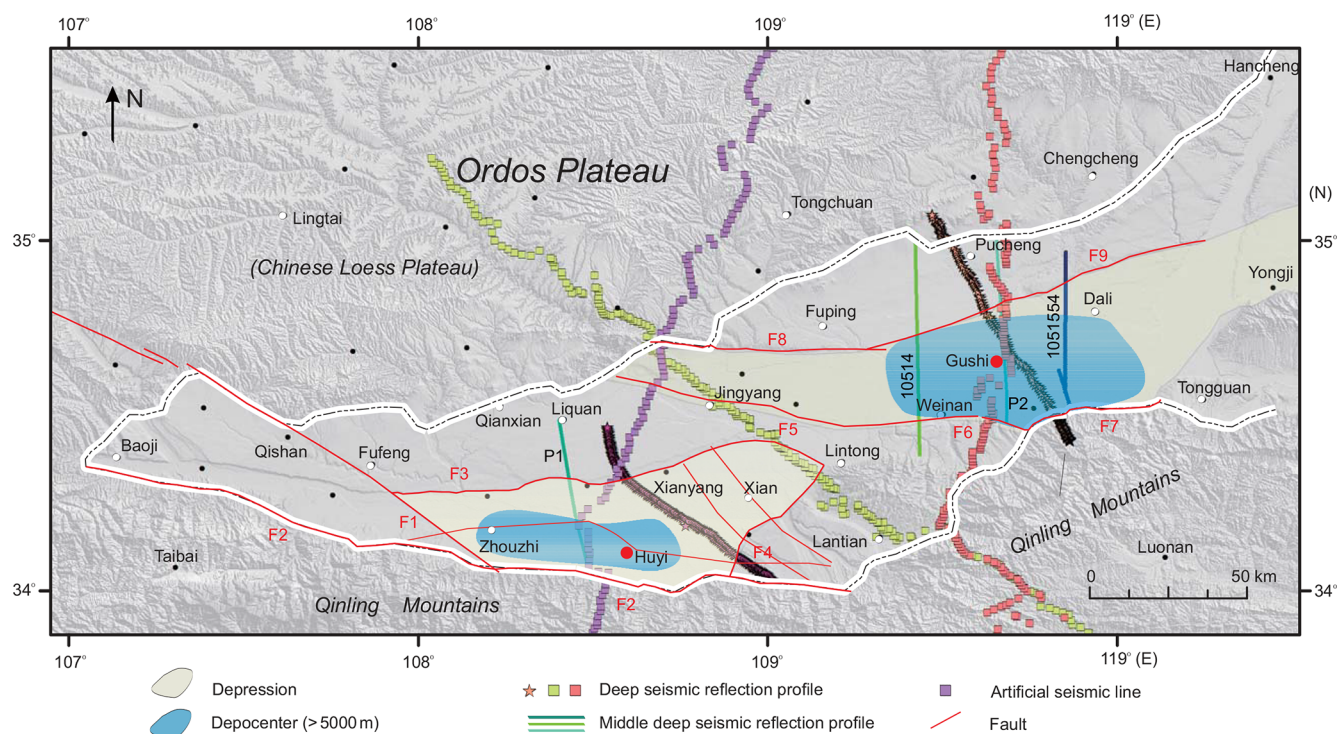 107° 108° 109° 119° (E)
Hancheng
N
Chengcheng
Ordos Plateau
(N)
Tongchuan
Lingtai
35° 35°
Pucheng
(Chinese Loess Plateau)
F9
Yongji
Dali
Fuping
1051554
F8
Gushi
10514
Tongguan
Jingyang
P2
Weinan
Liquan
Qianxian
F7
F5
F6
Baoji
Qishan
Fufeng
Lintong
P1
F3
Xianyang
Xian
Qinling Mountains
F1
F2
Lantian
Zhouzhi
Luonan
Taibai
Huyi
F4
0 50 km
34° 34°
Qinling Mountains
F2
107° 108° 109° 119° (E)
Depression
Deep seismic reflection profile
Artificial seismic line
Depocenter (>5000 m)
Middle deep seismic reflection profile
Fault